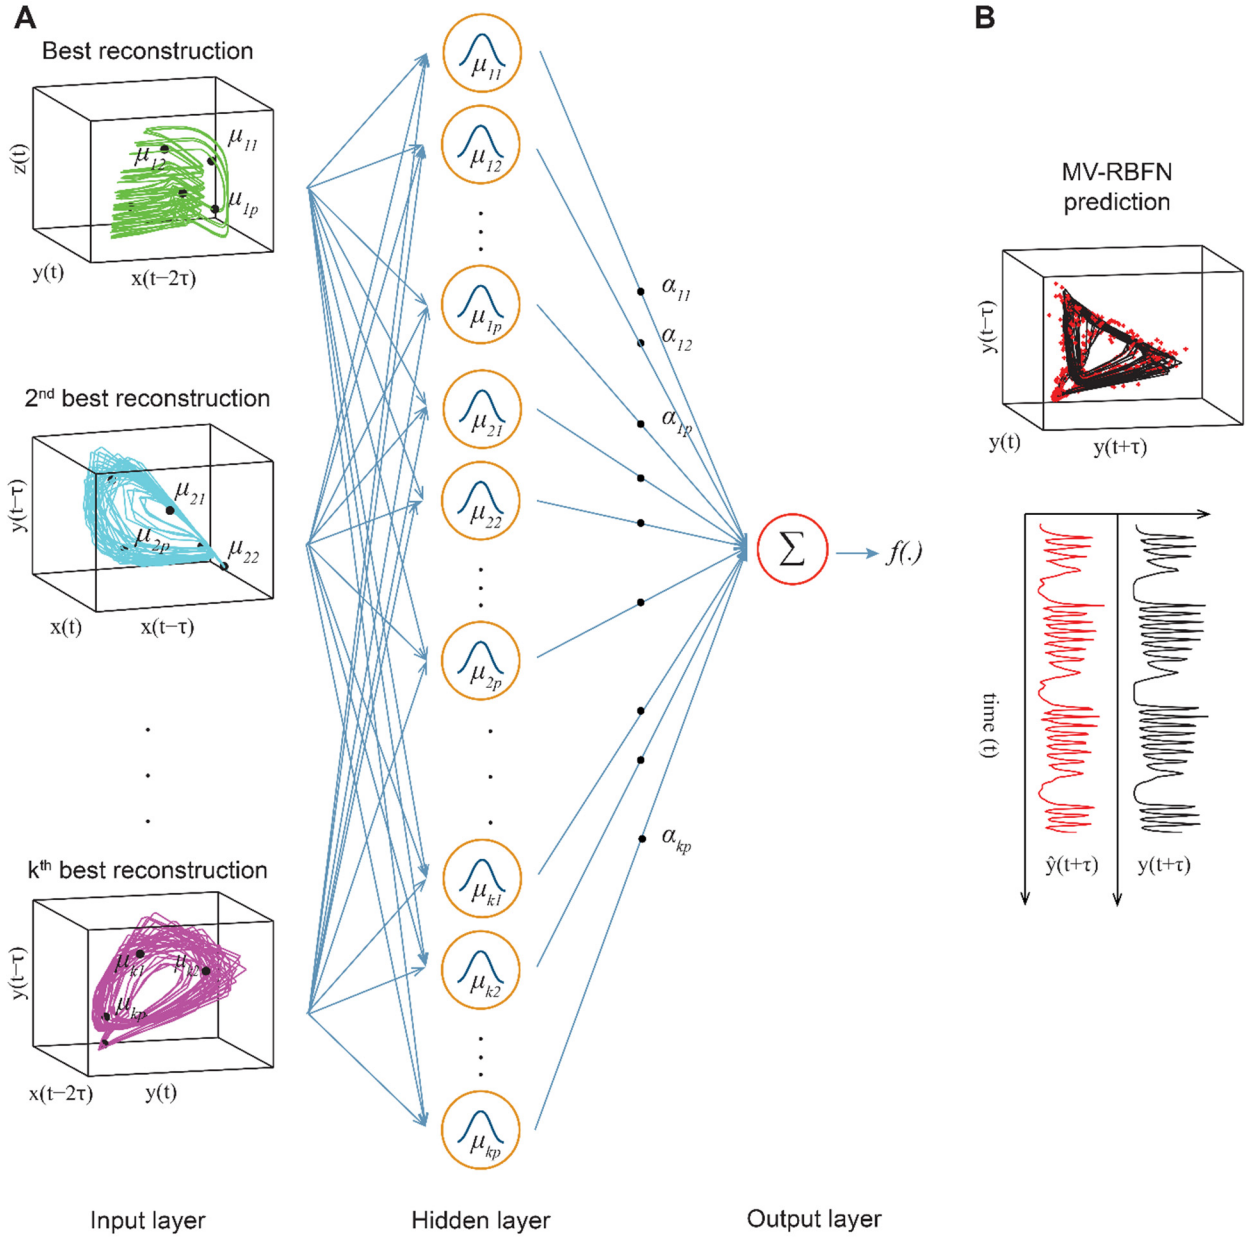 A
Best reconstruction
z(t)
μ12
μ11
μ1p
y(t)
x(t−2τ)
2nd best reconstruction
y(t−τ)
μ21
μ2p
μ22
x(t)
x(t−τ)
kth best reconstruction
y(t−τ)
μk1
μk2
μkp
x(t−2τ)
y(t)
Input layer
μ11
μ12
μ1p
μ21
μ22
μ2p
μk1
μk2
μkp
Hidden layer
α11
α12
α1p
αkp
Σ
f(.)
Output layer
B
MV-RBFN
prediction
y(t−τ)
y(t)
y(t+τ)
time (t)
ŷ(t+τ)
y(t+τ)